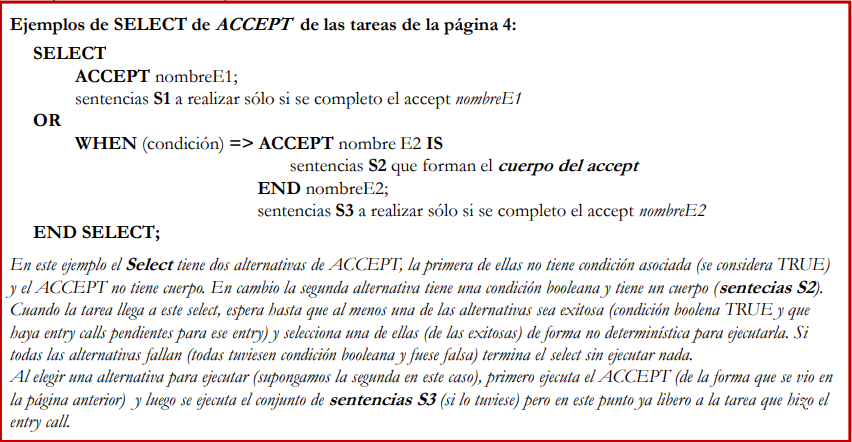 Ejemplos de SELECT de ACCEPT de las tareas de la página 4:
SELECT
ACCEPT nombreE1;
sentencias S1 a realizar sólo si se completo el accept nombreE1
OR
WHEN (condición) => ACCEPT nombre E2 IS
sentencias S2 que forman el cuerpo del accept
END nombreE2;
sentencias S3 a realizar sólo si se completo el accept nombreE2
END SELECT;
En este ejemplo el Select tiene dos alternativas de ACCEPT, la primera de ellas no tiene condición asociada (se considera TRUE)
y el ACCEPT no tiene cuerpo. En cambio la segunda alternativa tiene una condición booleana y tiene un cuerpo (sentecias S2).
Cuando la tarea llega a este select, espera hasta que al menos una de las alternativas sea exitosa (condición boolena TRUE y que
haya entry calls pendientes para ese entry) y selecciona una de ellas (de las exitosas) de forma no determinística para ejecutarla. Si
todas las alternativas fallan (todas tuviesen condición booleana y fuese falsa) termina el select sin ejecutar nada.
Al elegir una alternativa para ejecutar (supongamos la segunda en este caso), primero ejecuta el ACCEPT (de la forma que se vio en
la página anterior) y luego se ejecuta el conjunto de sentencias S3 (si lo tuviese) pero en este punto ya libero a la tarea que hizo el
entry call.